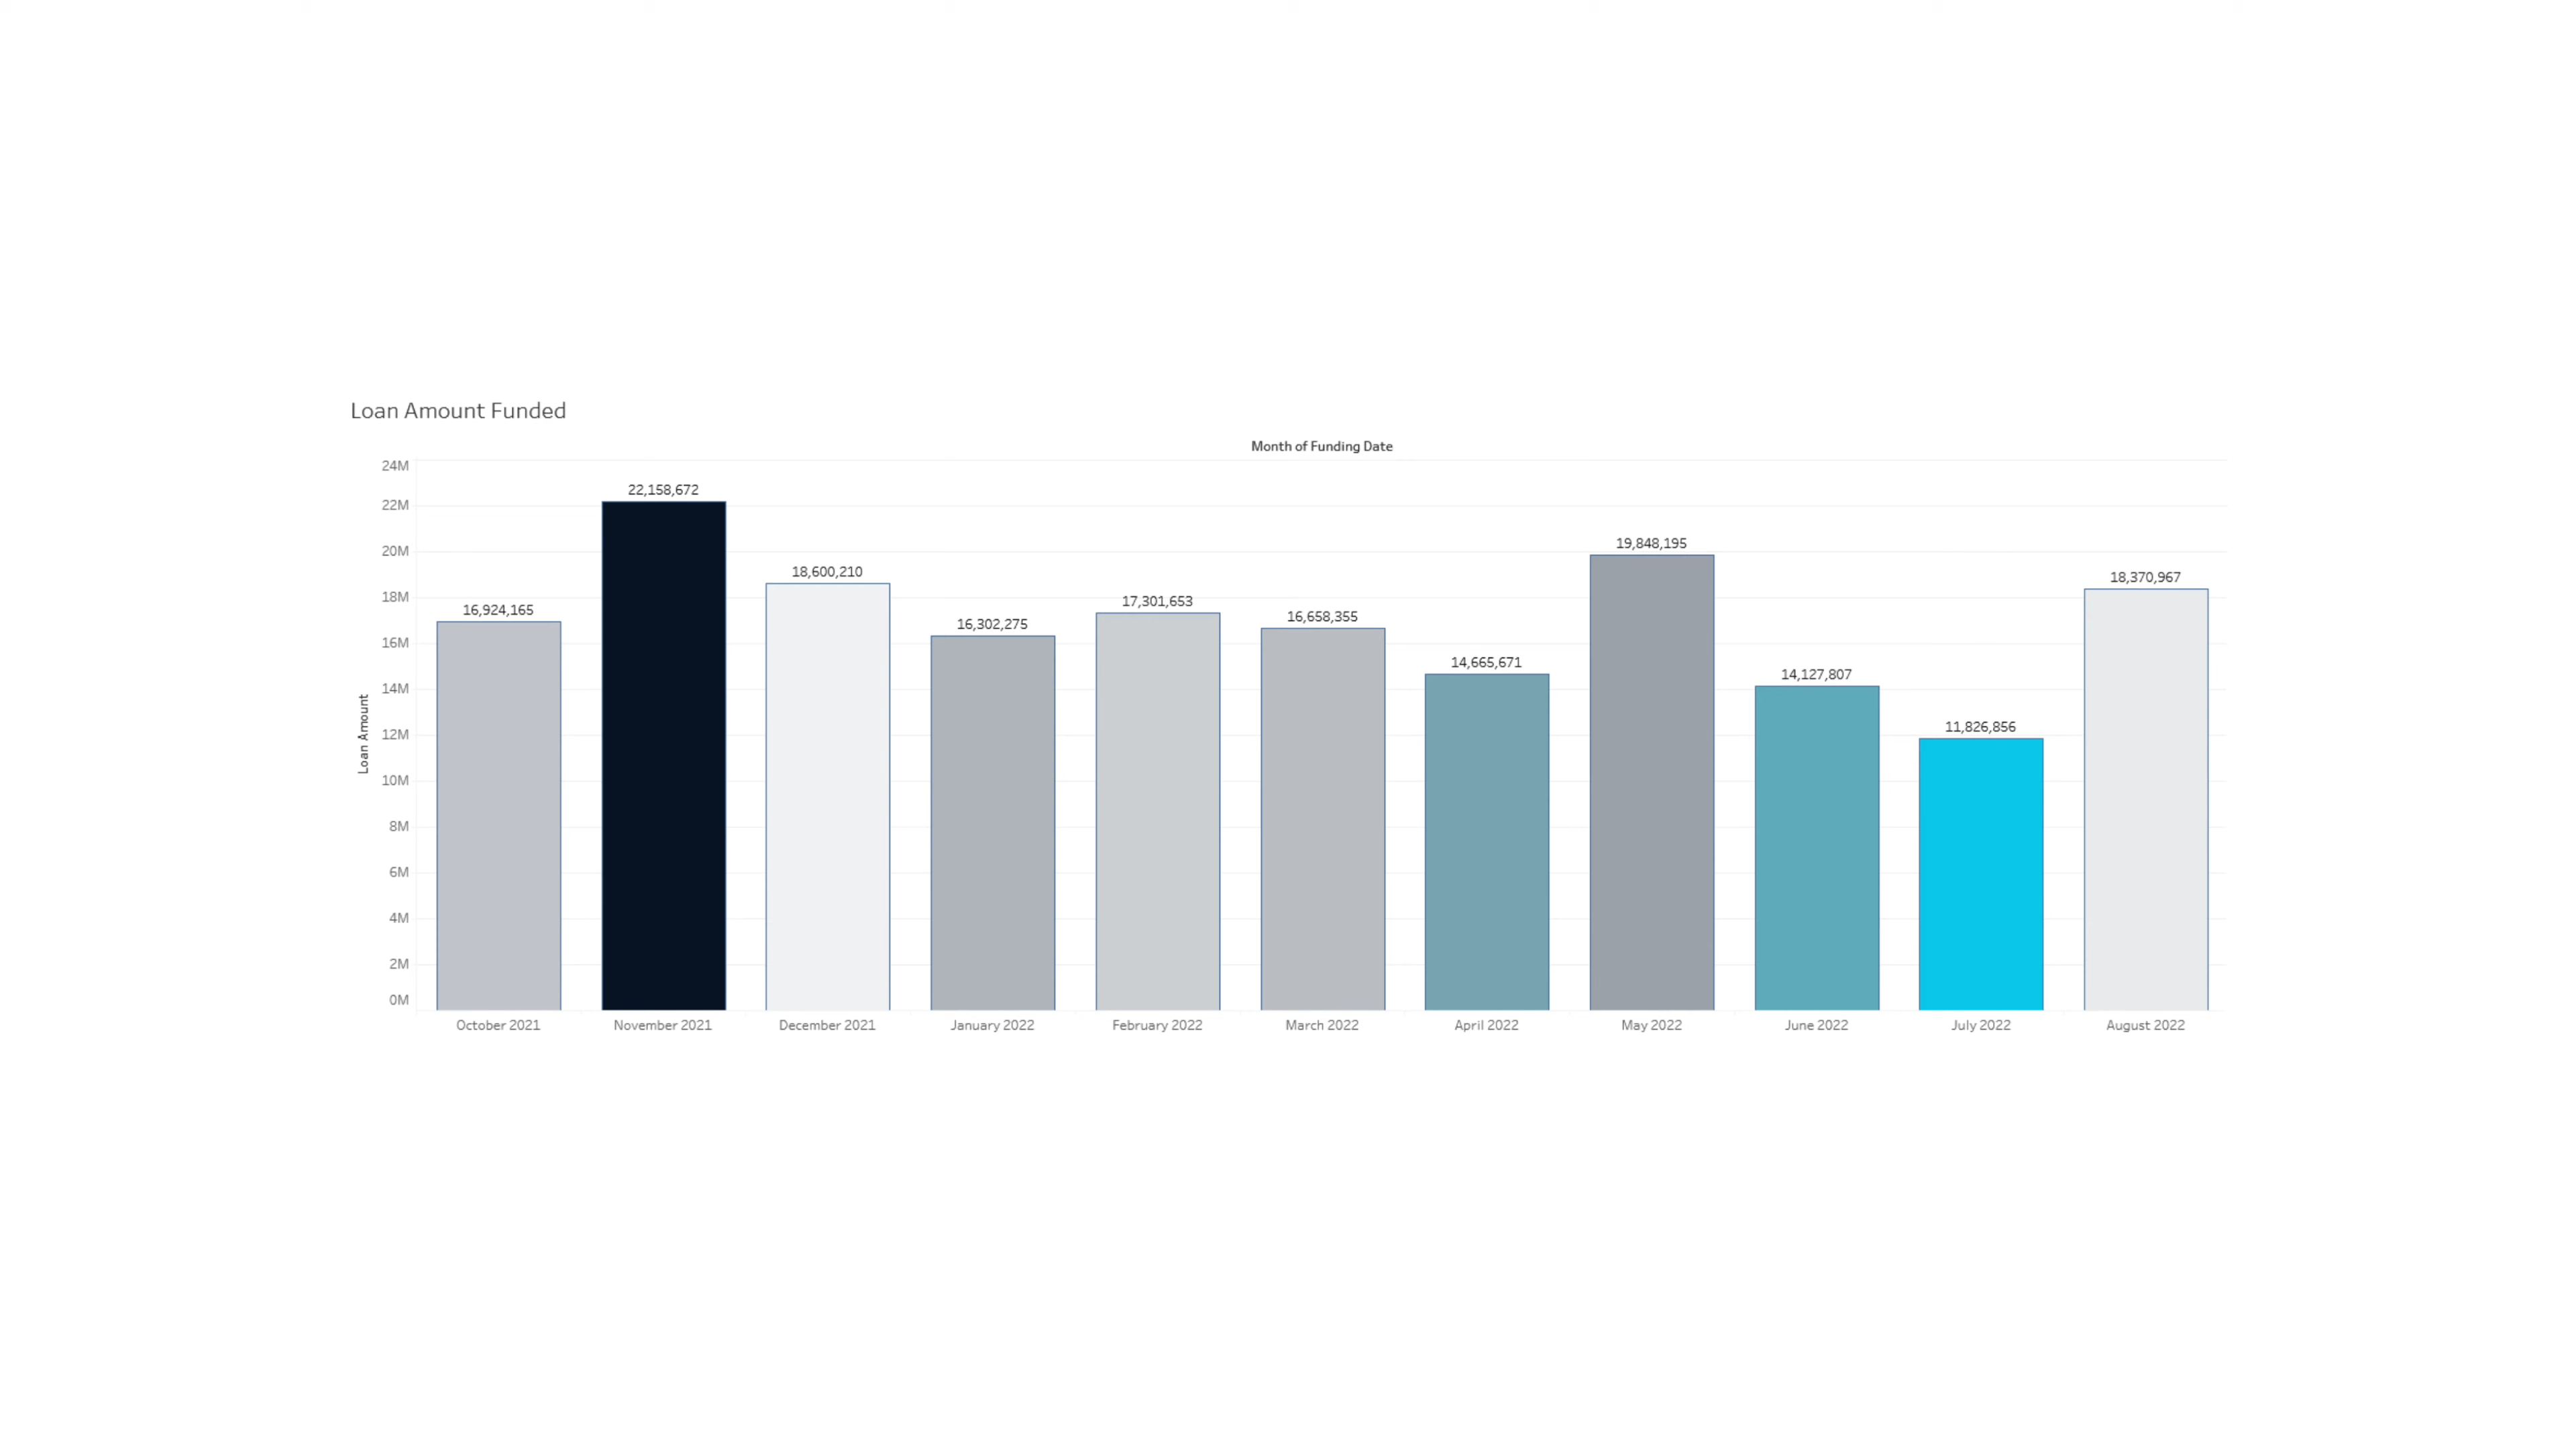 Loan Amount Funded
Month of Funding Date
24M
22M
20M
18M
16M
14M
12M
10M
8M
6M
4M
2M
0M
Loan Amount
16,924,165
22,158,672
18,600,210
16,302,275
17,301,653
16,658,355
14,665,671
19,848,195
14,127,807
11,826,856
18,370,967
October 2021
November 2021
December 2021
January 2022
February 2022
March 2022
April 2022
May 2022
June 2022
July 2022
August 2022